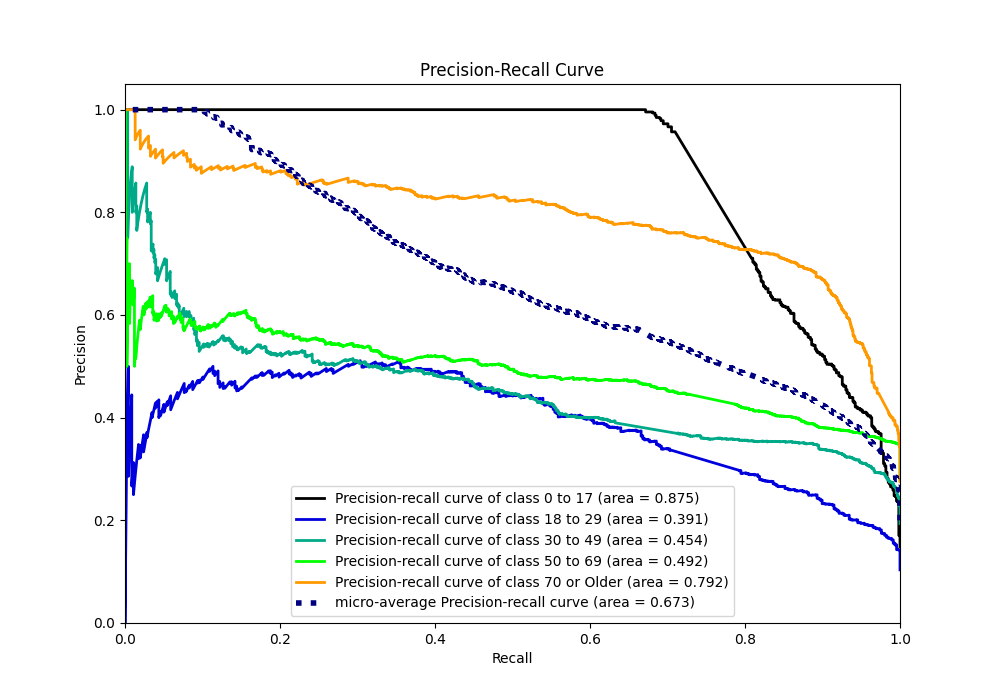 Precision-Recall Curve
Precision
1.0
0.8
0.6
0.4
0.2
0.0
Precision-recall curve of class 0 to 17 (area = 0.875)
Precision-recall curve of class 18 to 29 (area = 0.391)
Precision-recall curve of class 30 to 49 (area = 0.454)
Precision-recall curve of class 50 to 69 (area = 0.492)
Precision-recall curve of class 70 or Older (area = 0.792)
micro-average Precision-recall curve (area = 0.673)
0.0 0.2 0.4 0.6 0.8 1.0
Recall